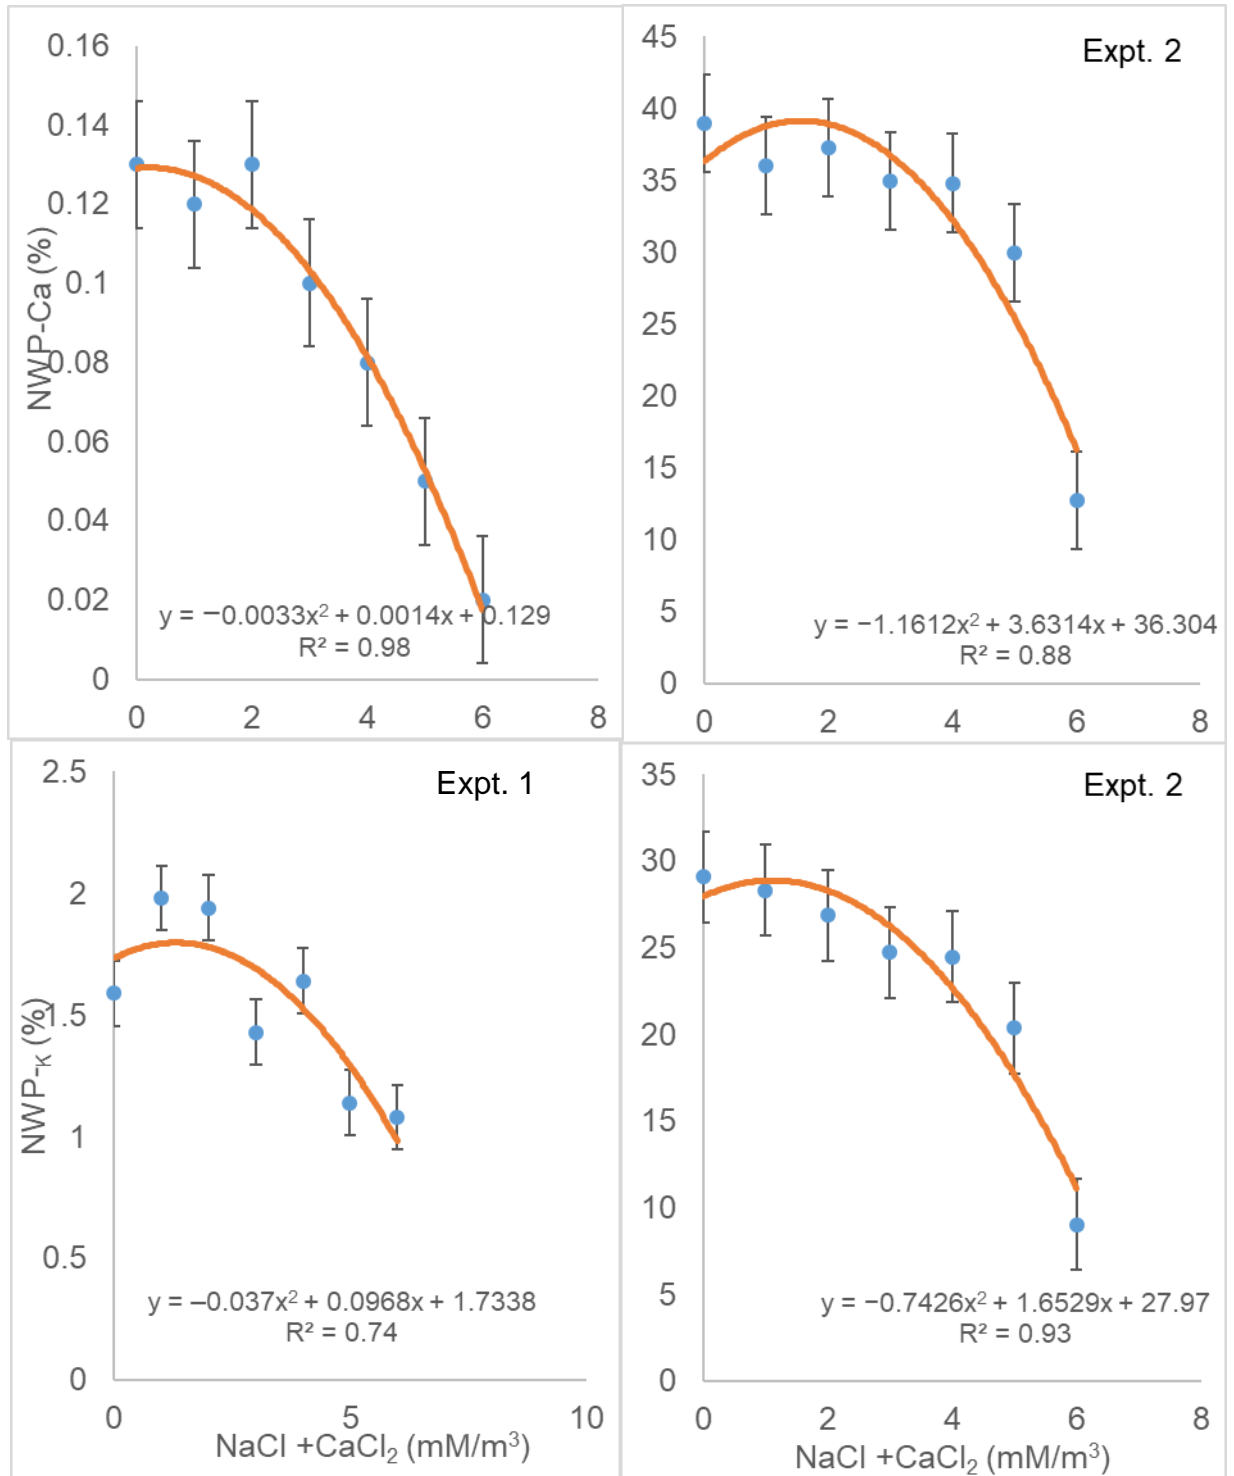 0.16
0.14
0.12
0.1
0.08
0.06
0.04
0.02
0
NWP-Ca (%)
y = −0.0033x² + 0.0014x + 0.129
R² = 0.98
0 2 4 6 8
Expt. 2
45
40
35
30
25
20
15
10
5
0
y = −1.1612x² + 3.6314x + 36.304
R² = 0.88
0 2 4 6 8
Expt. 1
2.5
2
1.5
1
0.5
0
NWP-K (%)
y = –0.037x² + 0.0968x + 1.7338
R² = 0.74
0 5 10
NaCl +CaCl₂ (mM/m³)
Expt. 2
35
30
25
20
15
10
5
0
y = −0.7426x² + 1.6529x + 27.97
R² = 0.93
0 2 4 6 8
NaCl +CaCl₂ (mM/m³)